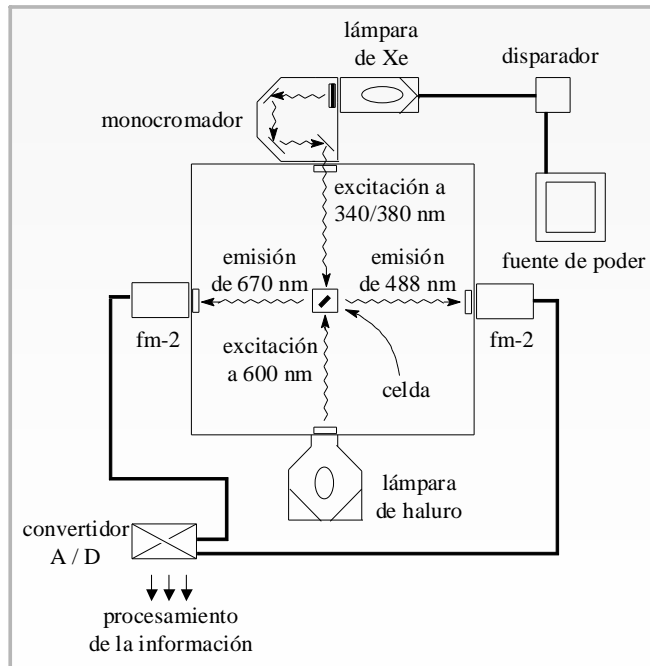 lámpara
de Xe
disparador
monocromador
excitación a
340/380 nm
fuente de poder
emisión
de 670 nm
emisión
de 488 nm
fm-2
fm-2
excitación
a 600 nm
celda
lámpara
de haluro
convertidor
A / D
procesamiento
de la información